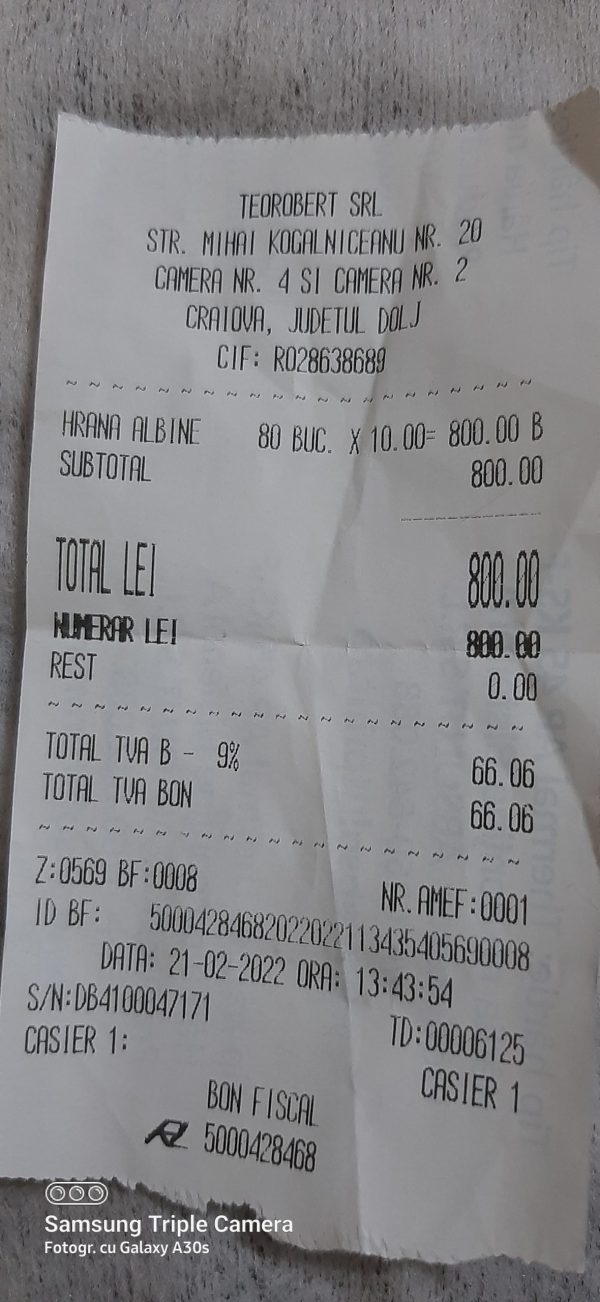 TEOROBERT SRL
STR. MIHAI KOGALNICEANU NR. 20
CAMERA NR. 4 SI CAMERA NR. 2
CRAIOVA, JUDETUL DOLJ
CIF: RO28638689
HRANA ALBINE 80 BUC. X 10.00= 800.00 B
SUBTOTAL 800.00
TOTAL LEI 800.00
NUMERAR LEI 800.00
REST 0.00
TOTAL TVA B - 9% 66.06
TOTAL TVA BON 66.06
Z:0569 BF:0008 NR.AMEF:0001
ID BF: 50004284682022022113435405690008
DATA: 21-02-2022 ORA: 13:43:54
S/N:DB4100047171 TD:00006125
CASIER 1: CASIER 1
BON FISCAL
5000428468
Samsung Triple Camera
Fotogr. cu Galaxy A30s